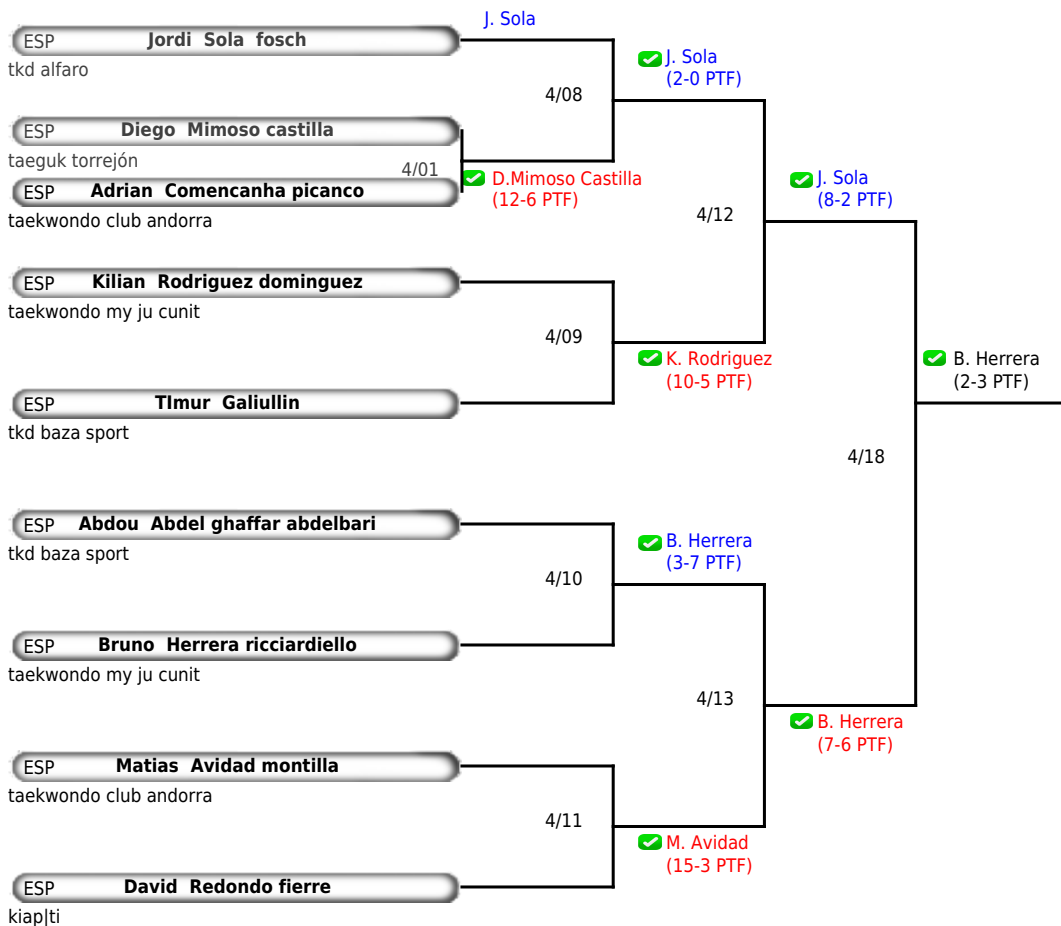 J. Sola
ESP Jordi Sola fosch
tkd alfaro
J. Sola
(2-0 PTF)
4/08
ESP Diego Mimoso castilla
taeguk torrejón
4/01
D.Mimoso Castilla
(12-6 PTF)
ESP Adrian Comencanha picanco
taekwondo club andorra
J. Sola
(8-2 PTF)
4/12
ESP Kilian Rodriguez dominguez
taekwondo my ju cunit
4/09
K. Rodriguez
(10-5 PTF)
B. Herrera
(2-3 PTF)
ESP TImur Galiullin
tkd baza sport
4/18
ESP Abdou Abdel ghaffar abdelbari
tkd baza sport
B. Herrera
(3-7 PTF)
4/10
ESP Bruno Herrera ricciardiello
taekwondo my ju cunit
4/13
B. Herrera
(7-6 PTF)
ESP Matias Avidad montilla
taekwondo club andorra
4/11
M. Avidad
(15-3 PTF)
ESP David Redondo fierre
kiap|ti